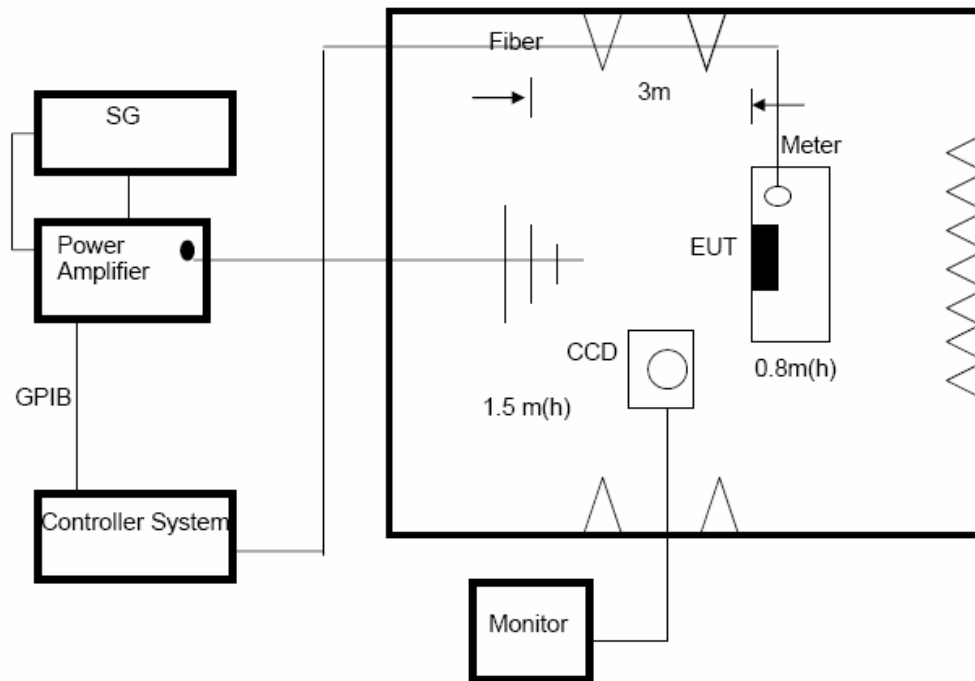 Fiber
3m
SG
Meter
Power
Amplifier
EUT
CCD
0.8m(h)
GPIB
1.5 m(h)
Controller System
Monitor